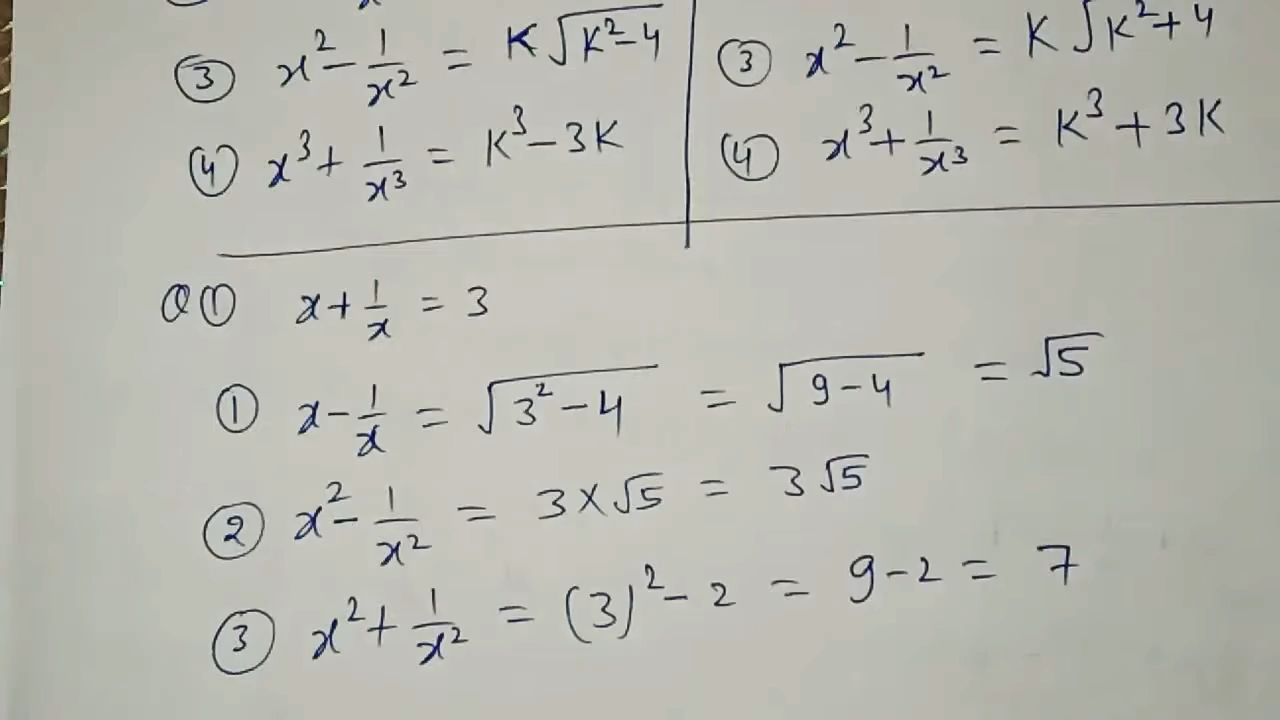 ③ x² - 1/x² = K√(K²-4)
④ x³ + 1/x³ = K³ - 3K
③ x² - 1/x² = K√(K²+4)
④ x³ + 1/x³ = K³ + 3K
Q① x + 1/x = 3
① x - 1/x = √(3²-4) = √(9-4) = √5
② x² - 1/x² = 3×√5 = 3√5
③ x² + 1/x² = (3)² - 2 = 9-2 = 7